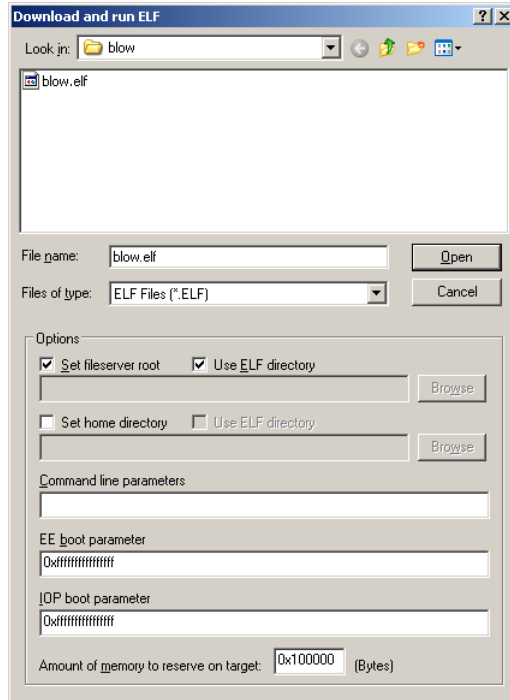 Download and run ELF
Look in: blow
blow.elf
File name: blow.elf Open
Files of type: ELF Files (*.ELF) Cancel
Options
Set fileserver root Use ELF directory
Browse
Set home directory Use ELF directory
Browse
Command line parameters
EE boot parameter
0xffffffffffffffff
IOP boot parameter
0xffffffffffffffff
Amount of memory to reserve on target: 0x100000 (Bytes)